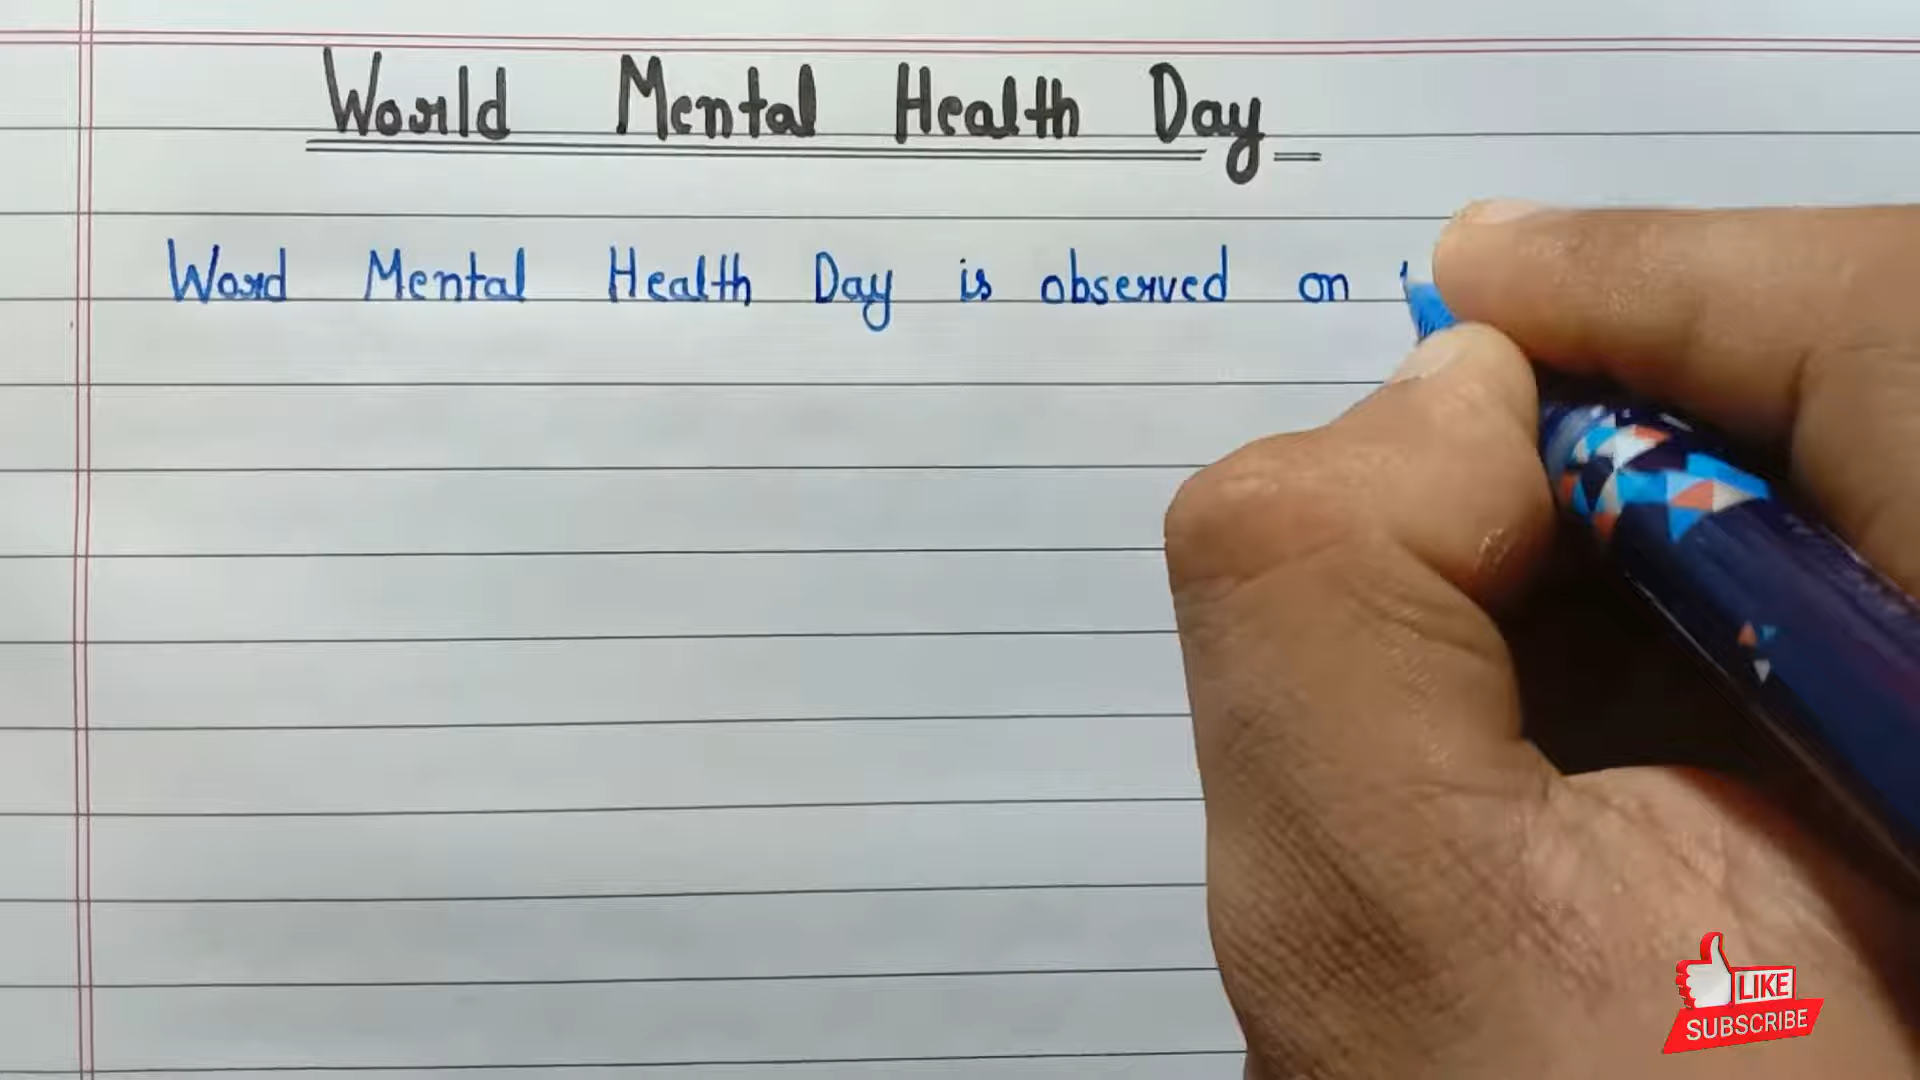 World Mental Health Day
Word Mental Health Day is observed on
LIKE
SUBSCRIBE